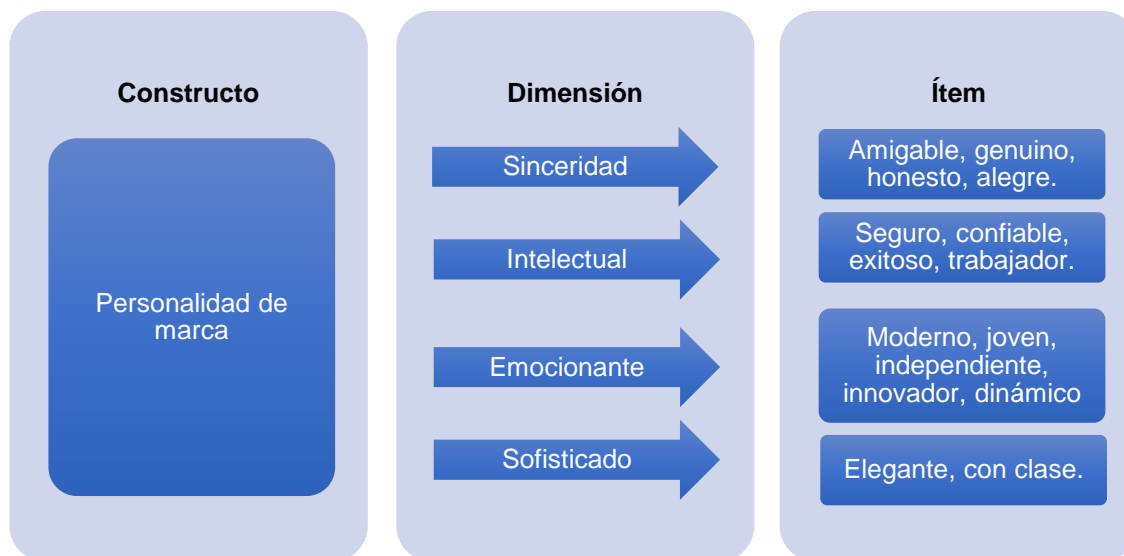 Constructo
Personalidad de
marca
Dimensión
Sinceridad
Intelectual
Emocionante
Sofisticado
Ítem
Amigable, genuino,
honesto, alegre.
Seguro, confiable,
exitoso, trabajador.
Moderno, joven,
independiente,
innovador, dinámico
Elegante, con clase.